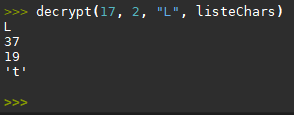 >>> decrypt(17, 2, "L", listeChars)
L
37
19
't'
>>>